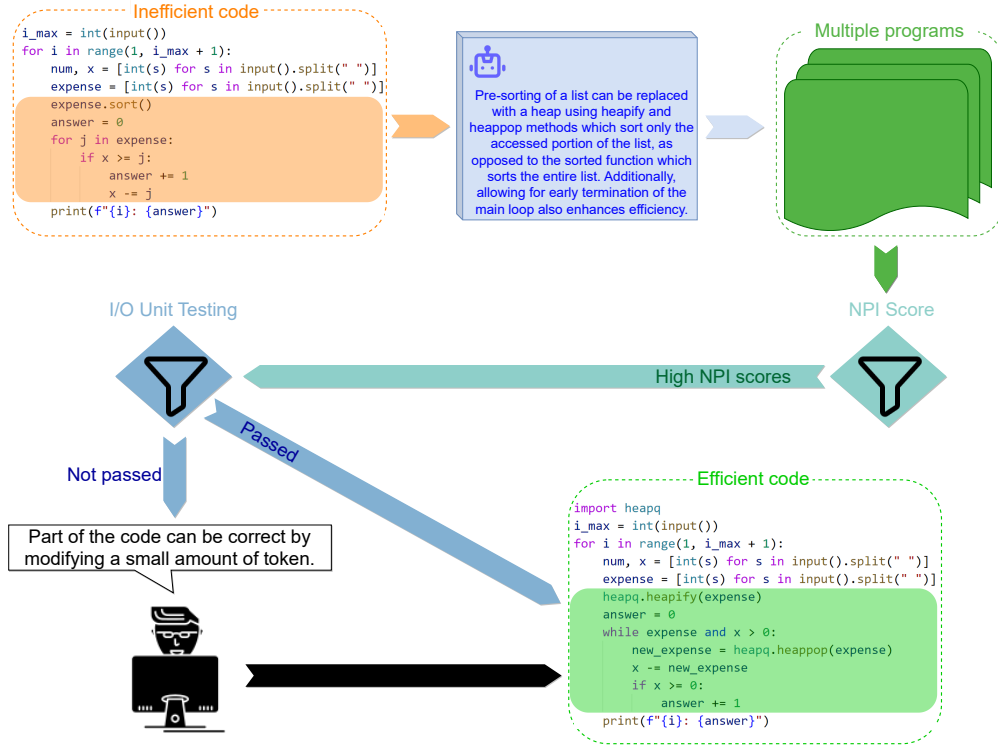 Inefficient code
i_max = int(input())
for i in range(1, i_max + 1):
    num, x = [int(s) for s in input().split(" ")]
    expense = [int(s) for s in input().split(" ")]
    expense.sort()
    answer = 0
    for j in expense:
        if x >= j:
            answer += 1
            x -= j
    print(f"{i}: {answer}")
Pre-sorting of a list can be replaced
with a heap using heapify and
heappop methods which sort only the
accessed portion of the list, as
opposed to the sorted function which
sorts the entire list. Additionally,
allowing for early termination of the
main loop also enhances efficiency.
Multiple programs
NPI Score
High NPI scores
I/O Unit Testing
Passed
Not passed
Part of the code can be correct by
modifying a small amount of token.
Efficient code
import heapq
i_max = int(input())
for i in range(1, i_max + 1):
    num, x = [int(s) for s in input().split(" ")]
    expense = [int(s) for s in input().split(" ")]
    heapq.heapify(expense)
    answer = 0
    while expense and x > 0:
        new_expense = heapq.heappop(expense)
        x -= new_expense
        if x >= 0:
            answer += 1
    print(f"{i}: {answer}")